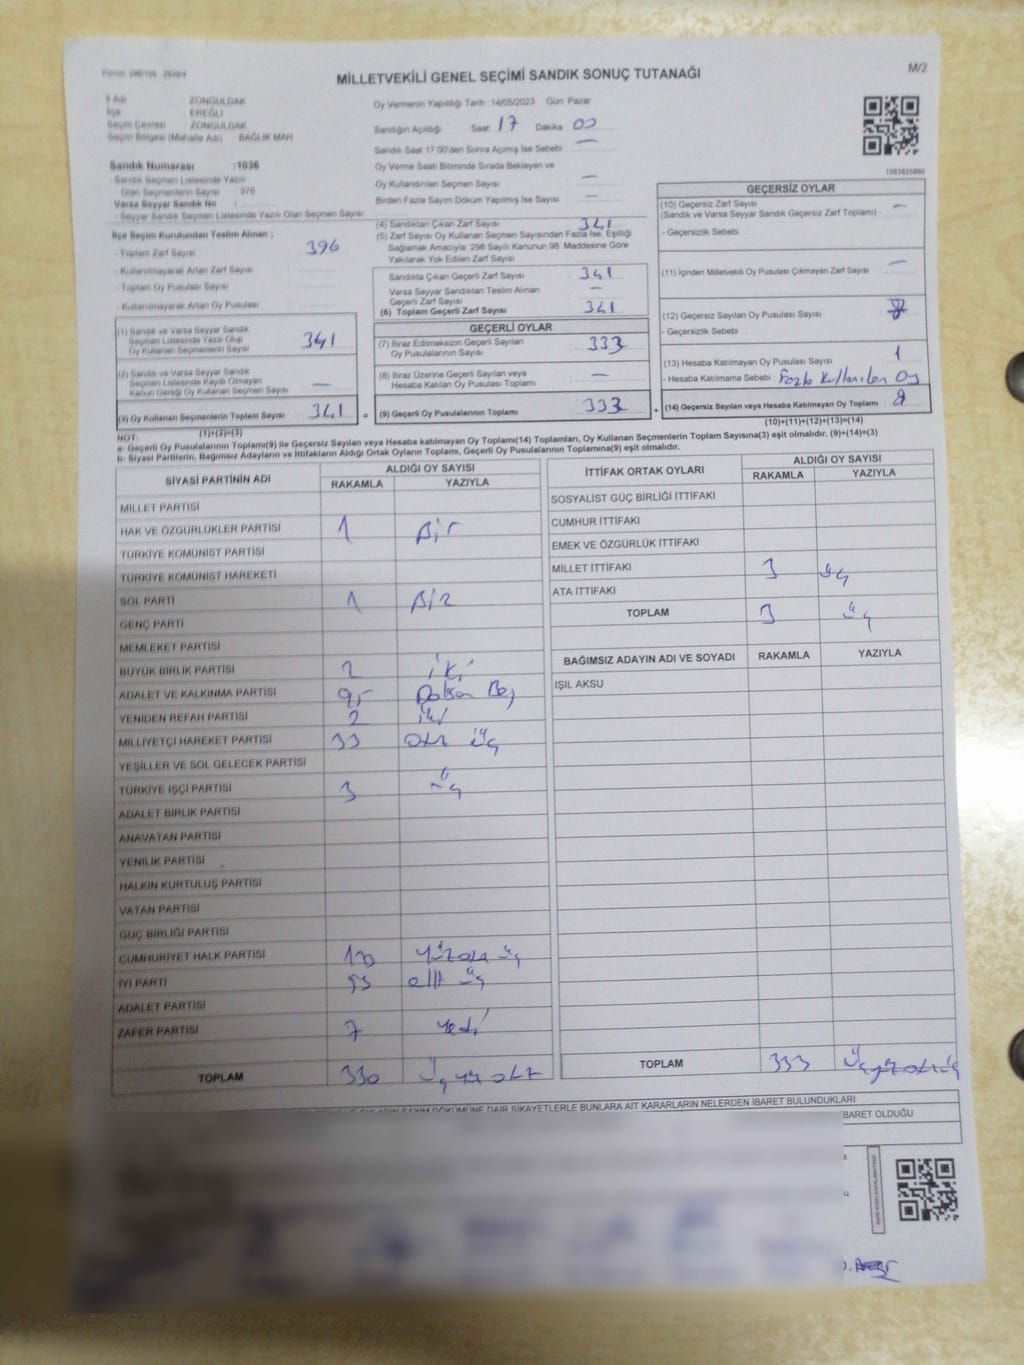 MİLLETVEKİLİ GENEL SEÇİMİ SANDIK SONUÇ TUTANAĞI
M/2
İl Adı ZONGULDAK
İlçe EREĞLİ
Seçim Çevresi ZONGULDAK
Seçim Bölgesi (Mahalle Adı) BAĞLIK MAH
Sandık Numarası :1036
Sandık Seçmen Listesinde Yazılı
Olan Seçmenlerin Sayısı 376
Varsa Seyyar Sandık No
Seyyar Sandık Seçmen Listesinde Yazılı Olan Seçmen Sayısı
İlçe Seçim Kurulundan Teslim Alınan ;
- Toplam Zarf Sayısı 396
- Kullanılmayarak Artan Zarf Sayısı
- Toplam Oy Pusulası Sayısı
- Kullanılmayarak Artan Oy Pusulası
(1) Sandık ve Varsa Seyyar Sandık
Seçmen Listesinde Yazılı Olup
Oy Kullanan Seçmenlerin Sayısı 341
(2) Sandık ve Varsa Seyyar Sandık
Seçmen Listesinde Kayıtlı Olmayan
Kanun Gereği Oy Kullanan Seçmen Sayısı —
(3) Oy Kullanan Seçmenlerin Toplam Sayısı 341 =
(1)+(2)=(3)
Oy Vermenin Yapıldığı Tarih :14/05/2023 Gün: Pazar
Sandığın Açıldığı Saat 17 Dakika 00
Sandık Saat 17.00'den Sonra Açımış İse Sebebi —
Oy Verme Saati Bitiminde Sırada Bekleyen ve
Oy Kullandırılan Seçmen Sayısı —
Birden Fazla Sayım Döküm Yapılmış İse Sayısı —
(4) Sandıktan Çıkan Zarf Sayısı 341
(5) Zarf Sayısı Oy Kullanan Seçmen Sayısından Fazla İse, Eşitliği
Sağlamak Amacıyla; 298 Sayılı Kanunun 98. Maddesine Göre
Yakılarak Yok Edilen Zarf Sayısı
Sandıkta Çıkan Geçerli Zarf Sayısı 341
Varsa Seyyar Sandıktan Teslim Alınan
Geçerli Zarf Sayısı —
(6) Toplam Geçerli Zarf Sayısı 341
GEÇERLİ OYLAR
(7) İtiraz Edilmeksizin Geçerli Sayılan
Oy Pusulalarının Sayısı 333
(8) İtiraz Üzerine Geçerli Sayılan veya
Hesaba Katılan Oy Pusulası Toplamı —
(9) Geçerli Oy Pusulalarının Toplamı 333 +
1083835860
GEÇERSİZ OYLAR
(10) Geçersiz Zarf Sayısı —
(Sandık ve Varsa Seyyar Sandık Geçersiz Zarf Toplamı)
- Geçersizlik Sebebi
(11) İçinden Milletvekili Oy Pusulası Çıkmayan Zarf Sayısı —
(12) Geçersiz Sayılan Oy Pusulası Sayısı
- Geçersizlik Sebebi
(13) Hesaba Katılmayan Oy Pusulası Sayısı 1
- Hesaba Katılmama Sebebi Fazla Kullanılan Oy
(14) Geçersiz Sayılan veya Hesaba Katılmayan Oy Toplamı 8
(10)+(11)+(12)+(13)=(14)
NOT:
a- Geçerli Oy Pusulalarının Toplamı(9) ile Geçersiz Sayılan veya Hesaba katılmayan Oy Toplamı(14) Toplamları, Oy Kullanan Seçmenlerin Toplam Sayısına(3) eşit olmalıdır. (9)+(14)=(3)
b- Siyasi Partilerin, Bağımsız Adayların ve İttifakların Aldığı Ortak Oyların Toplamı, Geçerli Oy Pusulalarının Toplamına(9) eşit olmalıdır.
SİYASİ PARTİNİN ADI ALDIĞI OY SAYISI
RAKAMLA YAZIYLA
MİLLET PARTİSİ
HAK VE ÖZGÜRLÜKLER PARTİSİ 1 Bir
TÜRKİYE KOMÜNİST PARTİSİ
TÜRKİYE KOMÜNİST HAREKETİ
SOL PARTİ 1 Bir
GENÇ PARTİ
MEMLEKET PARTİSİ
BÜYÜK BİRLİK PARTİSİ 2 iki
ADALET VE KALKINMA PARTİSİ 95 Doksan Beş
YENİDEN REFAH PARTİSİ 2 iki
MİLLİYETÇİ HAREKET PARTİSİ 33 otuz üç
YEŞİLLER VE SOL GELECEK PARTİSİ
TÜRKİYE İŞÇİ PARTİSİ 3 üç
ADALET BİRLİK PARTİSİ
ANAVATAN PARTİSİ
YENİLİK PARTİSİ
HALKIN KURTULUŞ PARTİSİ
VATAN PARTİSİ
GÜÇ BİRLİĞİ PARTİSİ
CUMHURİYET HALK PARTİSİ
İYİ PARTİ 53 elli üç
ADALET PARTİSİ
ZAFER PARTİSİ 7 yedi
TOPLAM 330 Üçyüz otuz
İTTİFAK ORTAK OYLARI ALDIĞI OY SAYISI
RAKAMLA YAZIYLA
SOSYALİST GÜÇ BİRLİĞİ İTTİFAKI
CUMHUR İTTİFAKI
EMEK VE ÖZGÜRLÜK İTTİFAKI
MİLLET İTTİFAKI 3 üç
ATA İTTİFAKI
TOPLAM 3 üç
BAĞIMSIZ ADAYIN ADI VE SOYADI RAKAMLA YAZIYLA
IŞIL AKSU
TOPLAM 333 Üçyüzotuzüç
OYLARIN SAYIM DÖKÜMÜNE DAİR ŞİKAYETLERLE BUNLARA AİT KARARLARIN NELERDEN İBARET BULUNDUKLARI
İBARET OLDUĞU